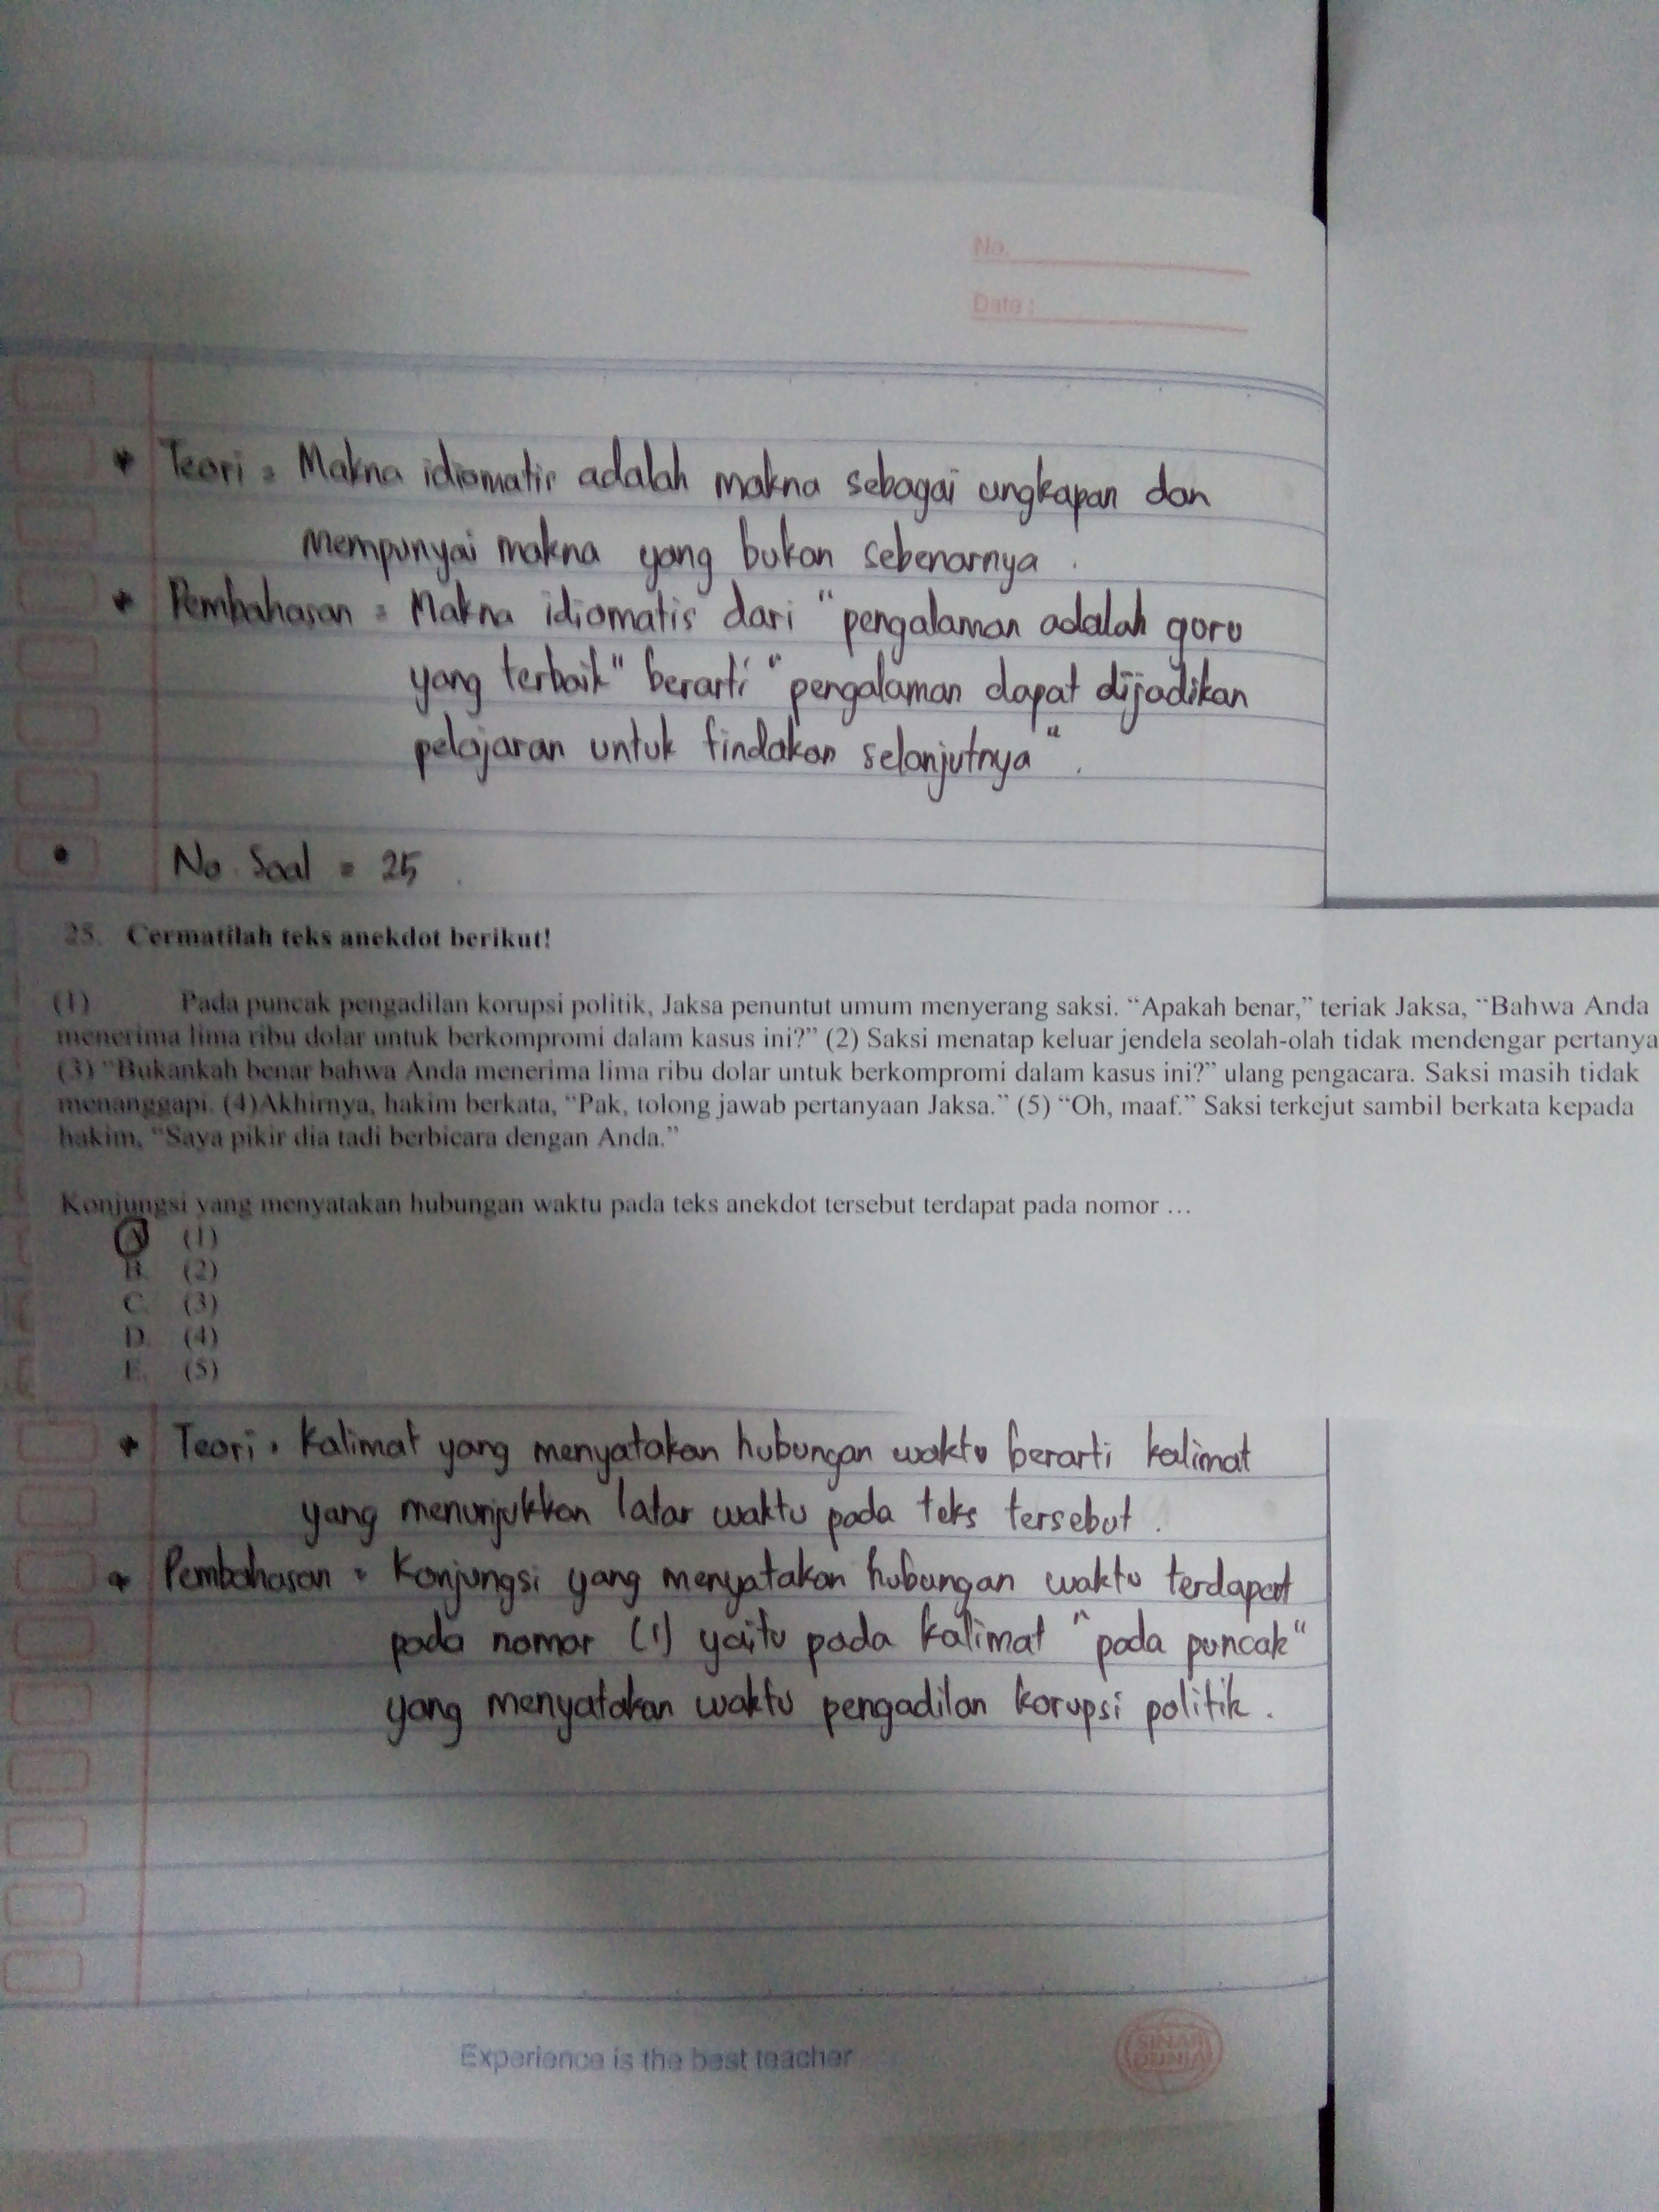 No.
Date :
* Teori = Makna idiomatis adalah makna sebagai ungkapan dan
mempunyai makna yang bukan sebenarnya.
* Pembahasan = Makna idiomatis dari "pengalaman adalah guru
yang terbaik" berarti "pengalaman dapat dijadikan
pelajaran untuk tindakan selanjutnya".
• No Soal = 25.
25. Cermatilah teks anekdot berikut!
(1) Pada puncak pengadilan korupsi politik, Jaksa penuntut umum menyerang saksi. “Apakah benar,” teriak Jaksa, “Bahwa Anda
menerima lima ribu dolar untuk berkompromi dalam kasus ini?” (2) Saksi menatap keluar jendela seolah-olah tidak mendengar pertanya
(3) “Bukankah benar bahwa Anda menerima lima ribu dolar untuk berkompromi dalam kasus ini?” ulang pengacara. Saksi masih tidak
menanggapi. (4)Akhirnya, hakim berkata, “Pak, tolong jawab pertanyaan Jaksa.” (5) “Oh, maaf.” Saksi terkejut sambil berkata kepada
hakim, “Saya pikir dia tadi berbicara dengan Anda.”
Konjungsi yang menyatakan hubungan waktu pada teks anekdot tersebut terdapat pada nomor …
A. (1)
B. (2)
C. (3)
D. (4)
E. (5)
* Teori = Kalimat yang menyatakan hubungan waktu berarti kalimat
yang menunjukkan latar waktu pada teks tersebut.
* Pembahasan = Konjungsi yang menyatakan hubungan waktu terdapat
pada nomor (1) yaitu pada kalimat "pada puncak"
yang menyatakan waktu pengadilan korupsi politik.
Experience is the best teacher
SINAR
DUNIA